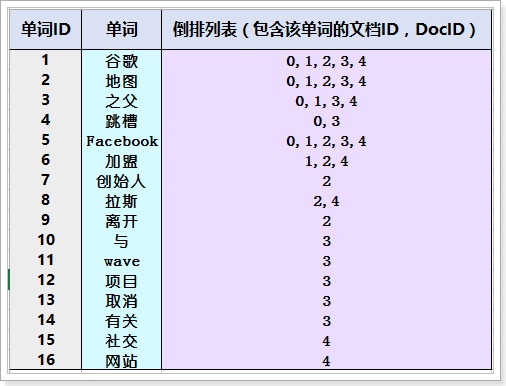 单词ID 单词 倒排列表（包含该单词的文档ID，DocID）
1 谷歌 0,1,2,3,4
2 地图 0,1,2,3,4
3 之父 0,1,3,4
4 跳槽 0,3
5 Facebook 0,1,2,3,4
6 加盟 1,2,4
7 创始人 2
8 拉斯 2,4
9 离开 2
10 与 3
11 wave 3
12 项目 3
13 取消 3
14 有关 3
15 社交 4
16 网站 4